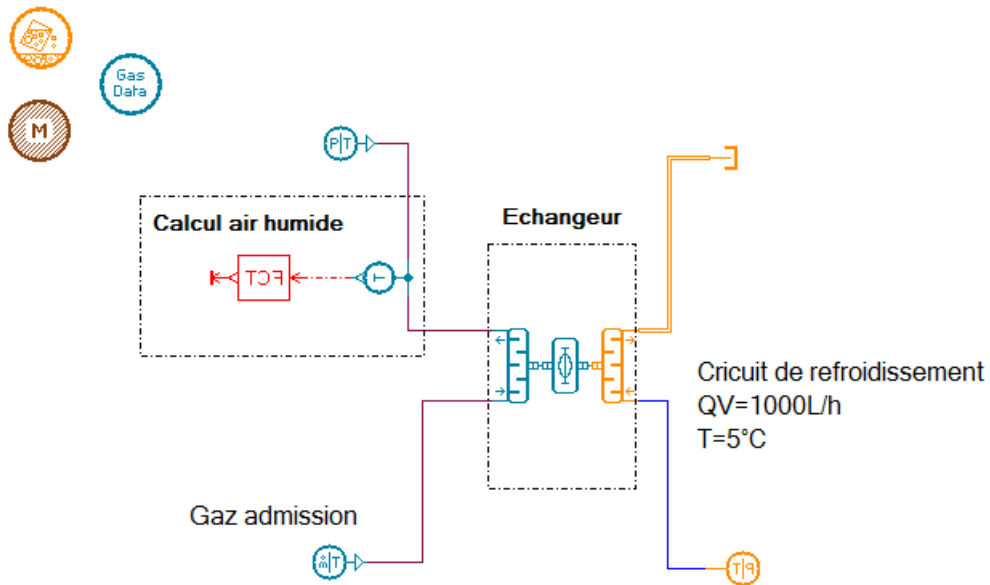 Gas
Data
M
P|T
Calcul air humide
Echangeur
FCT
T
Cricuit de refroidissement
QV=1000L/h
T=5°C
Gaz admission
ṁ|T
P|T